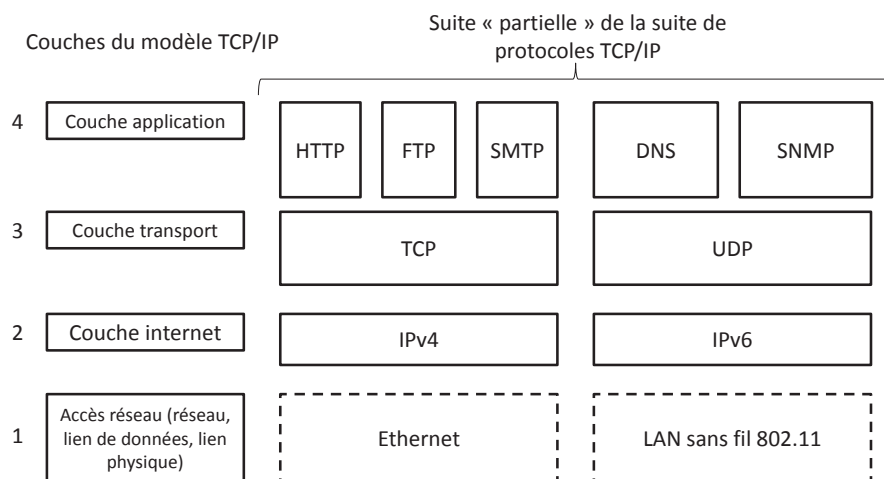 Couches du modèle TCP/IP
Suite « partielle » de la suite de
protocoles TCP/IP
4
Couche application
HTTP
FTP
SMTP
DNS
SNMP
3
Couche transport
TCP
UDP
2
Couche internet
IPv4
IPv6
1
Accès réseau (réseau,
lien de données, lien
physique)
Ethernet
LAN sans fil 802.11